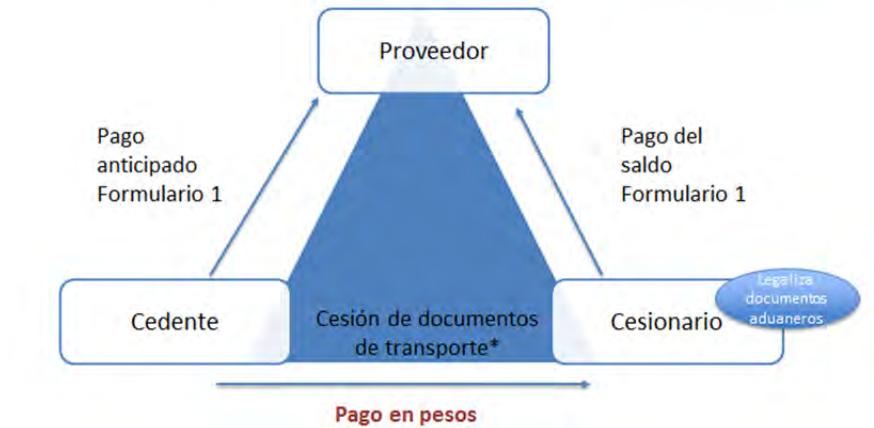 Proveedor
Pago
anticipado
Formulario 1
Pago del
saldo
Formulario 1
Cedente
Cesión de documentos
de transporte*
Cesionario
Legaliza
documentos
aduaneros
Pago en pesos